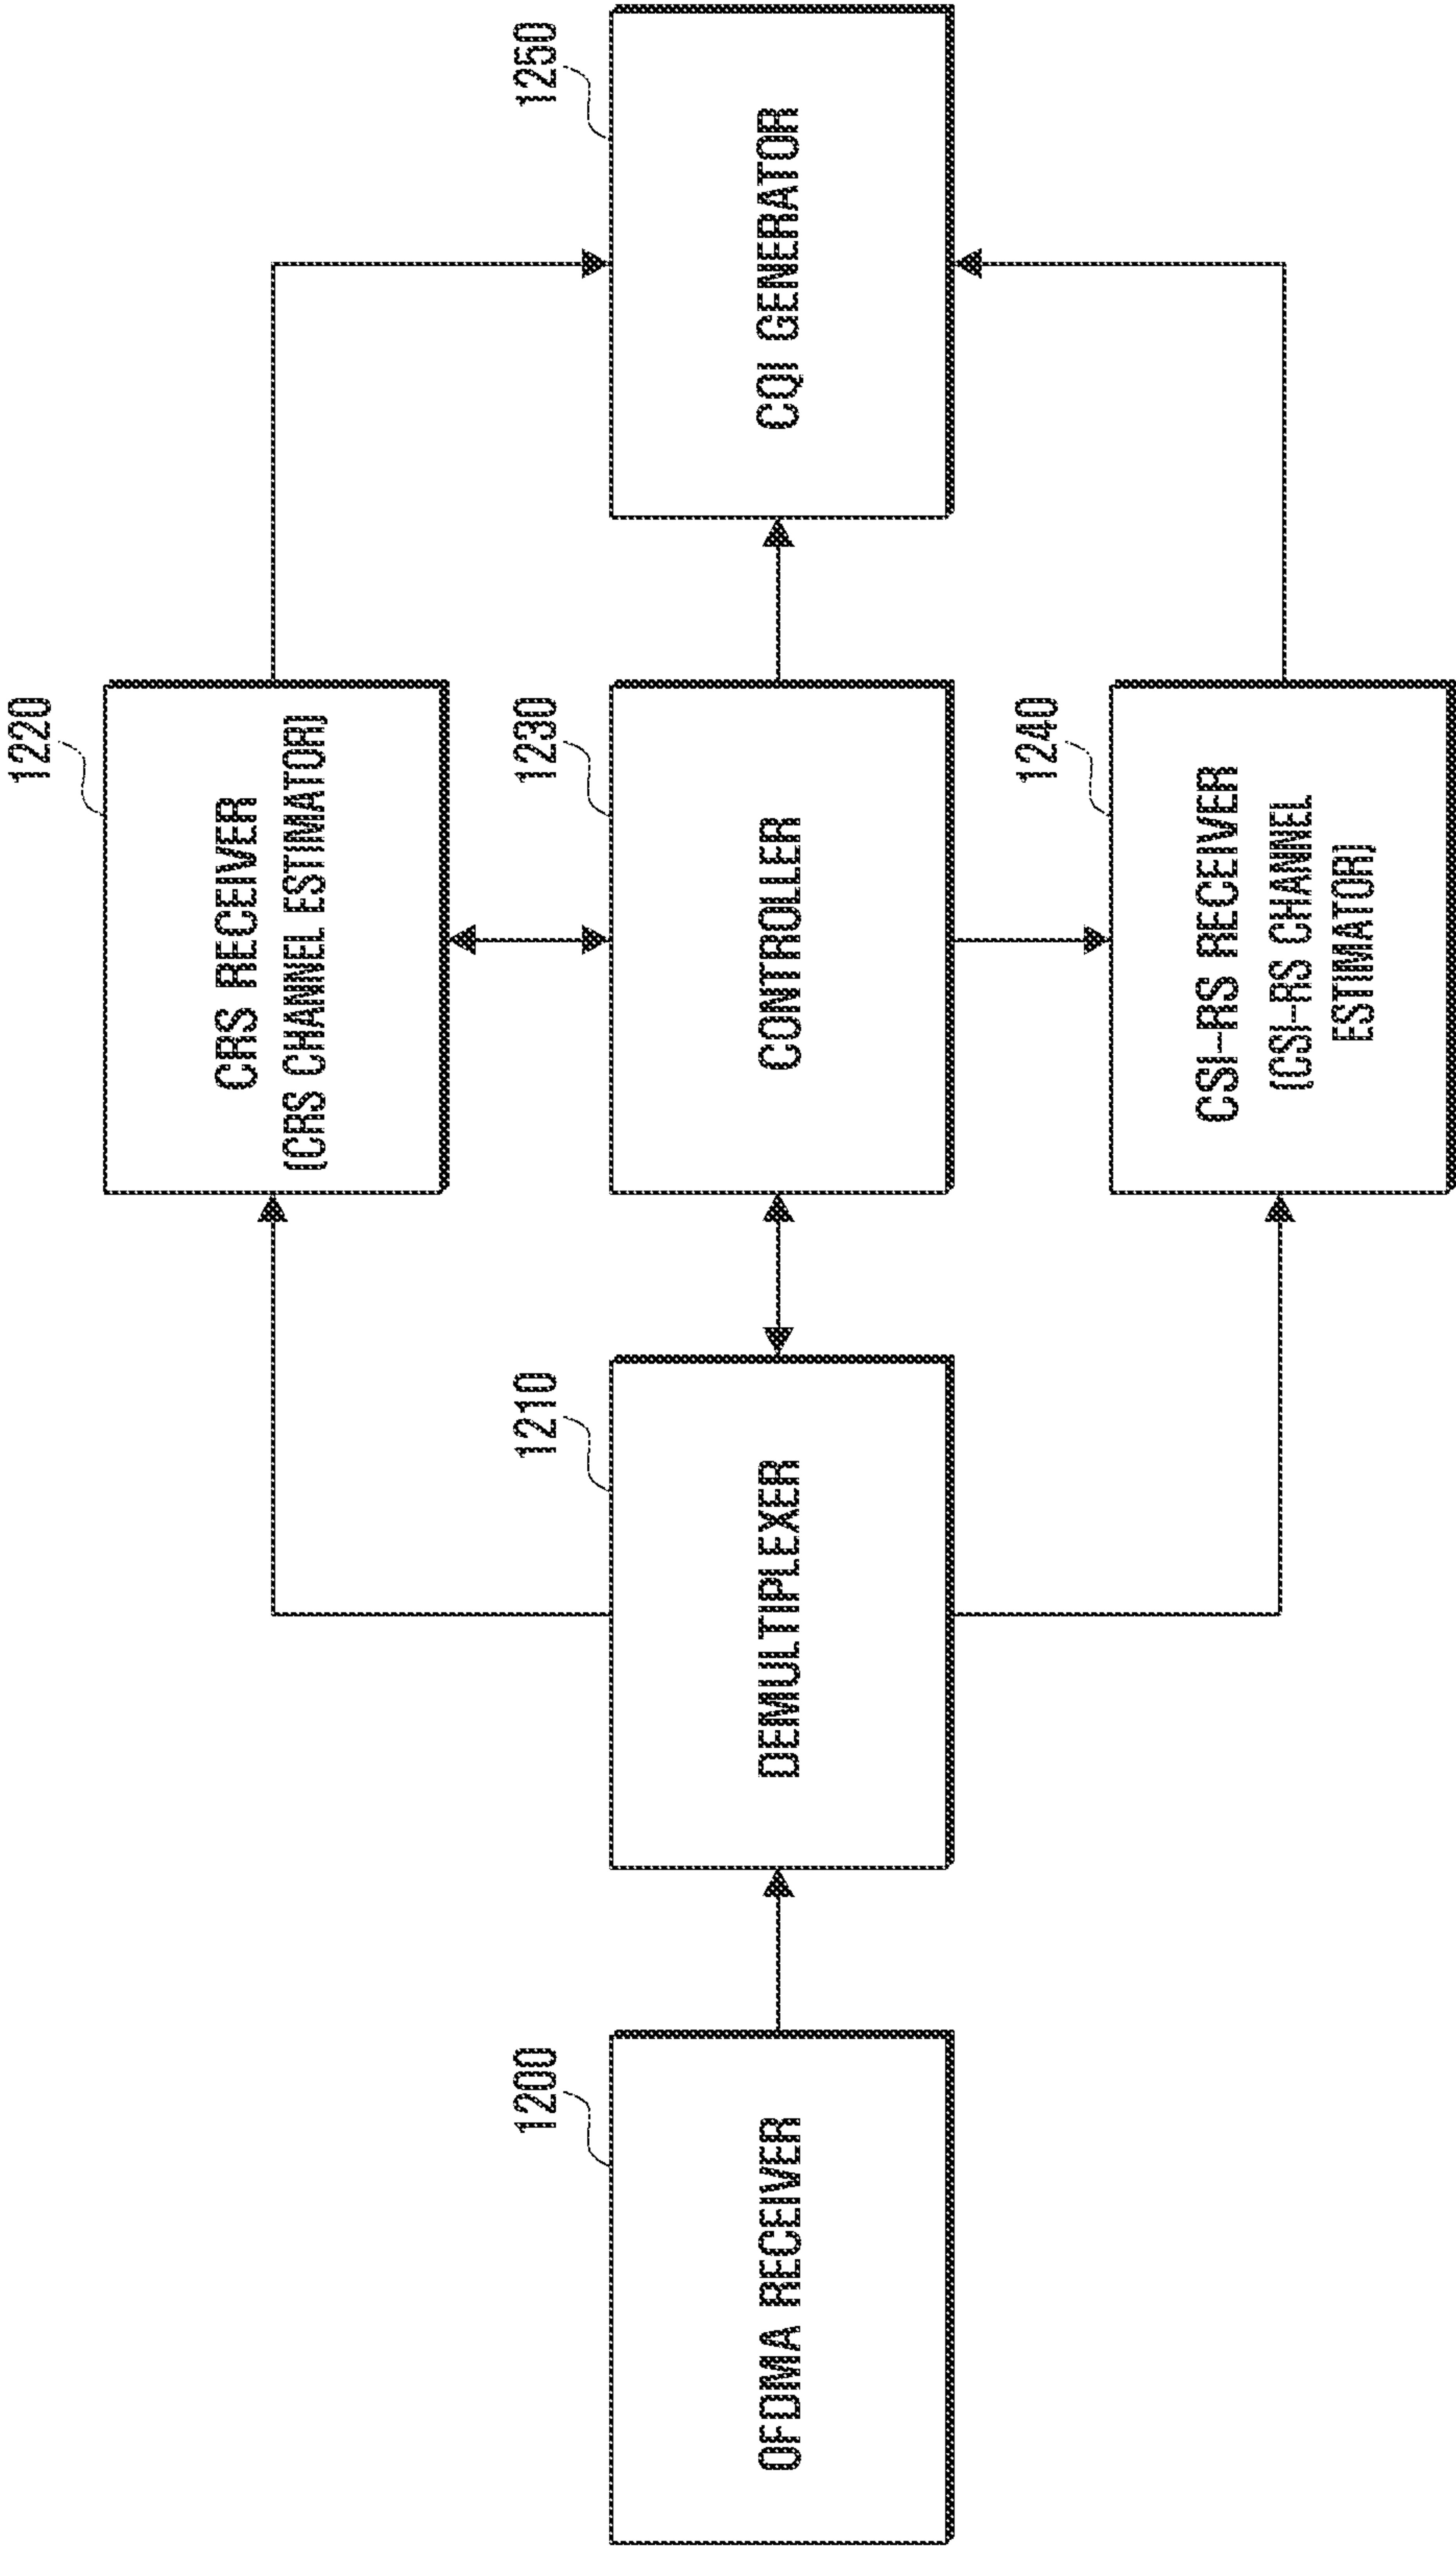 1200
OFDMA RECEIVER
1210
DEMULTIPLEXER
1220
CRS RECEIVER
(CRS CHANNEL ESTIMATOR)
1230
CONTROLLER
1240
CSI-RS RECEIVER
(CSI-RS CHANNEL
ESTIMATOR)
1250
CQI GENERATOR